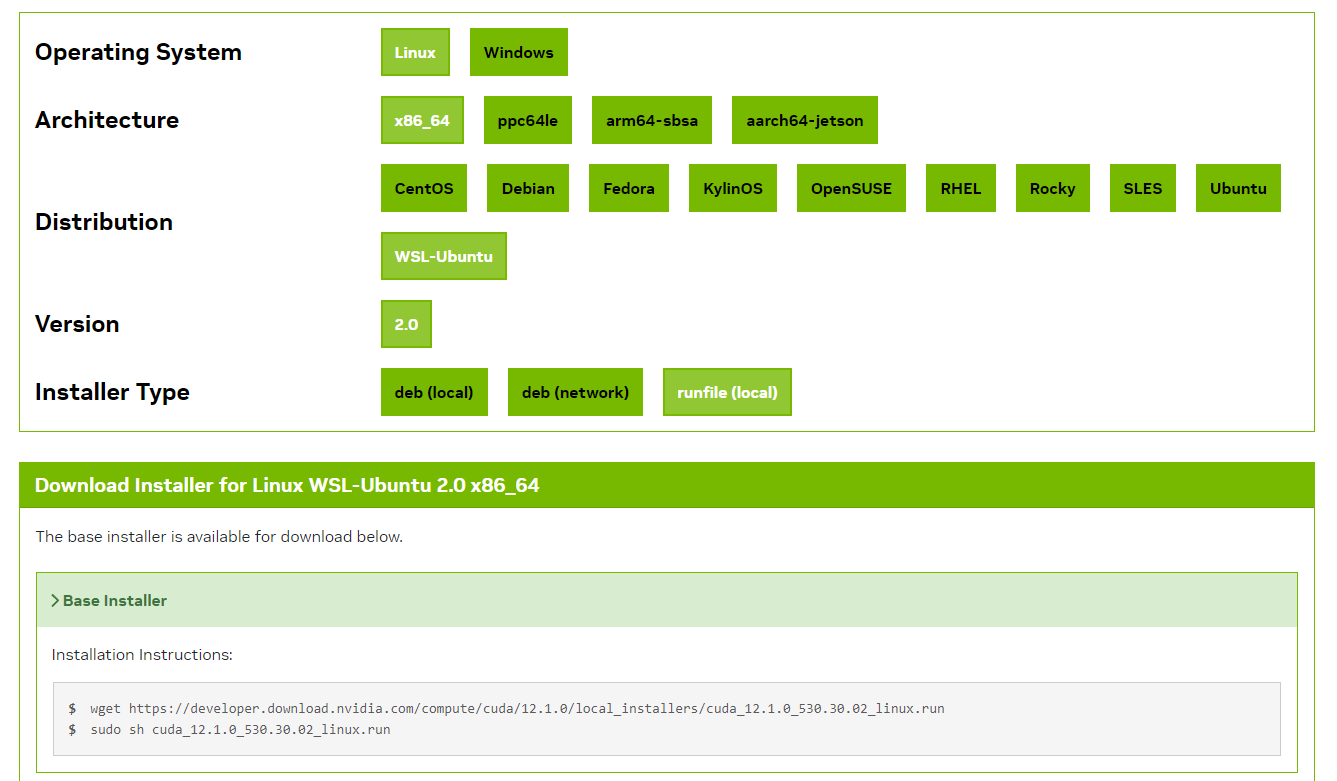 Operating System Linux Windows
Architecture x86_64 ppc64le arm64-sbsa aarch64-jetson
Distribution CentOS Debian Fedora KylinOS OpenSUSE RHEL Rocky SLES Ubuntu
WSL-Ubuntu
Version 2.0
Installer Type deb (local) deb (network) runfile (local)
Download Installer for Linux WSL-Ubuntu 2.0 x86_64
The base installer is available for download below.
Base Installer
Installation Instructions:
$ wget https://developer.download.nvidia.com/compute/cuda/12.1.0/local_installers/cuda_12.1.0_530.30.02_linux.run
$ sudo sh cuda_12.1.0_530.30.02_linux.run